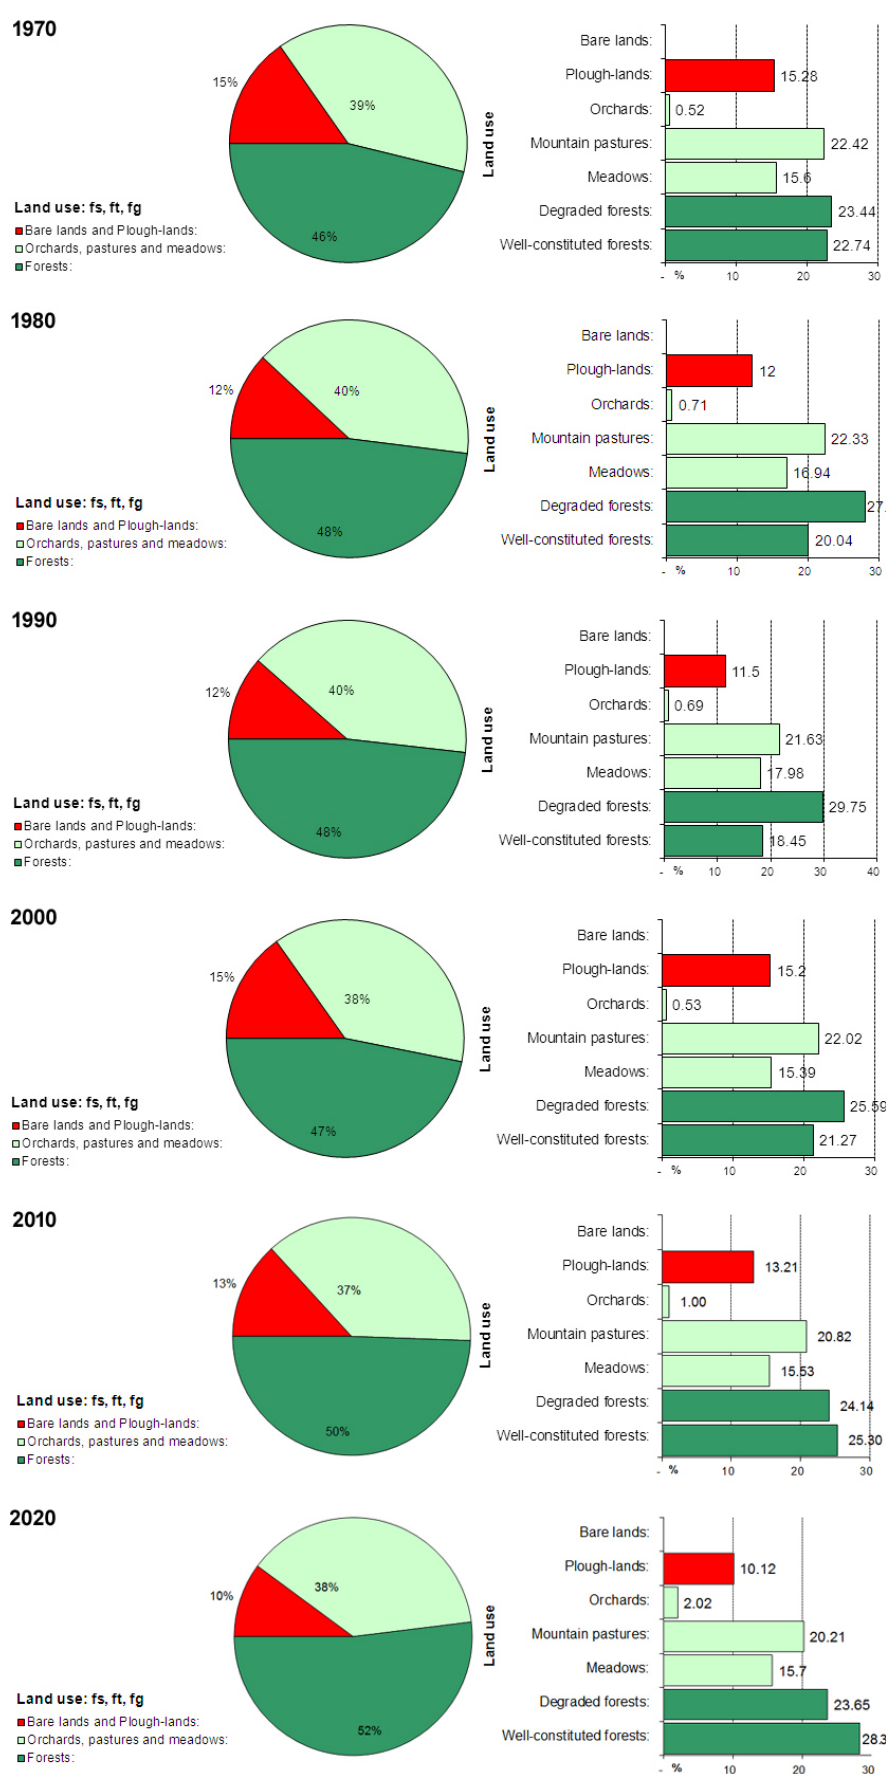 1970
15%
39%
46%
Land use: fs, ft, fg
Bare lands and Plough-lands:
Orchards, pastures and meadows:
Forests:
Land use
Bare lands:
Plough-lands: 15.28
Orchards: 0.52
Mountain pastures: 22.42
Meadows: 15.6
Degraded forests: 23.44
Well-constituted forests: 22.74
- % 10 20 30
1980
12%
40%
48%
Land use: fs, ft, fg
Bare lands and Plough-lands:
Orchards, pastures and meadows:
Forests:
Land use
Bare lands:
Plough-lands: 12
Orchards: 0.71
Mountain pastures: 22.33
Meadows: 16.94
Degraded forests: 27.
Well-constituted forests: 20.04
- % 10 20 30
1990
12%
40%
48%
Land use: fs, ft, fg
Bare lands and Plough-lands:
Orchards, pastures and meadows:
Forests:
Land use
Bare lands:
Plough-lands: 11.5
Orchards: 0.69
Mountain pastures: 21.63
Meadows: 17.98
Degraded forests: 29.75
Well-constituted forests: 18.45
- % 10 20 30 40
2000
15%
38%
47%
Land use: fs, ft, fg
Bare lands and Plough-lands:
Orchards, pastures and meadows:
Forests:
Land use
Bare lands:
Plough-lands: 15.2
Orchards: 0.53
Mountain pastures: 22.02
Meadows: 15.39
Degraded forests: 25.59
Well-constituted forests: 21.27
- % 10 20 30
2010
13%
37%
50%
Land use: fs, ft, fg
Bare lands and Plough-lands:
Orchards, pastures and meadows:
Forests:
Land use
Bare lands:
Plough-lands: 13.21
Orchards: 1.00
Mountain pastures: 20.82
Meadows: 15.53
Degraded forests: 24.14
Well-constituted forests: 25.30
- % 10 20 30
2020
10%
38%
52%
Land use: fs, ft, fg
Bare lands and Plough-lands:
Orchards, pastures and meadows:
Forests:
Land use
Bare lands:
Plough-lands: 10.12
Orchards: 2.02
Mountain pastures: 20.21
Meadows: 15.7
Degraded forests: 23.65
Well-constituted forests: 28.3
- % 10 20 30